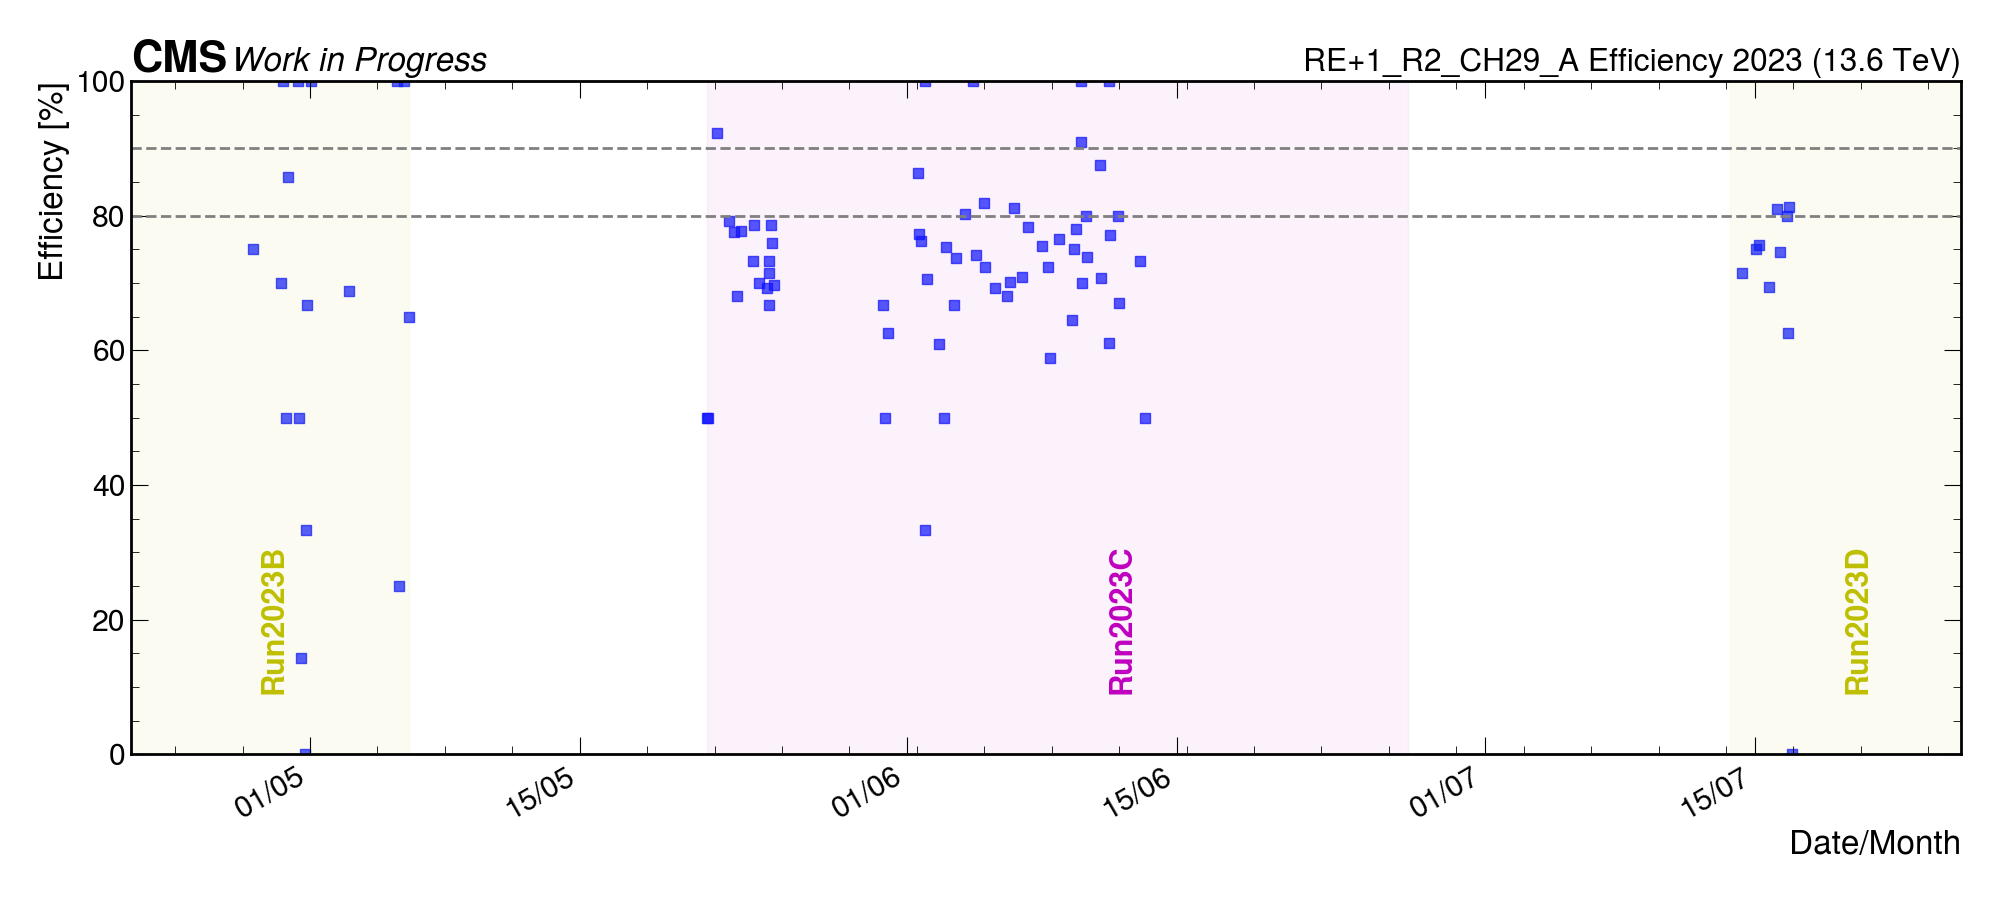 CMS Work in Progress
RE+1_R2_CH29_A Efficiency 2023 (13.6 TeV)
Efficiency [%]
100
80
60
40
20
0
Run2023B
Run2023C
Run2023D
01/05
15/05
01/06
15/06
01/07
15/07
Date/Month